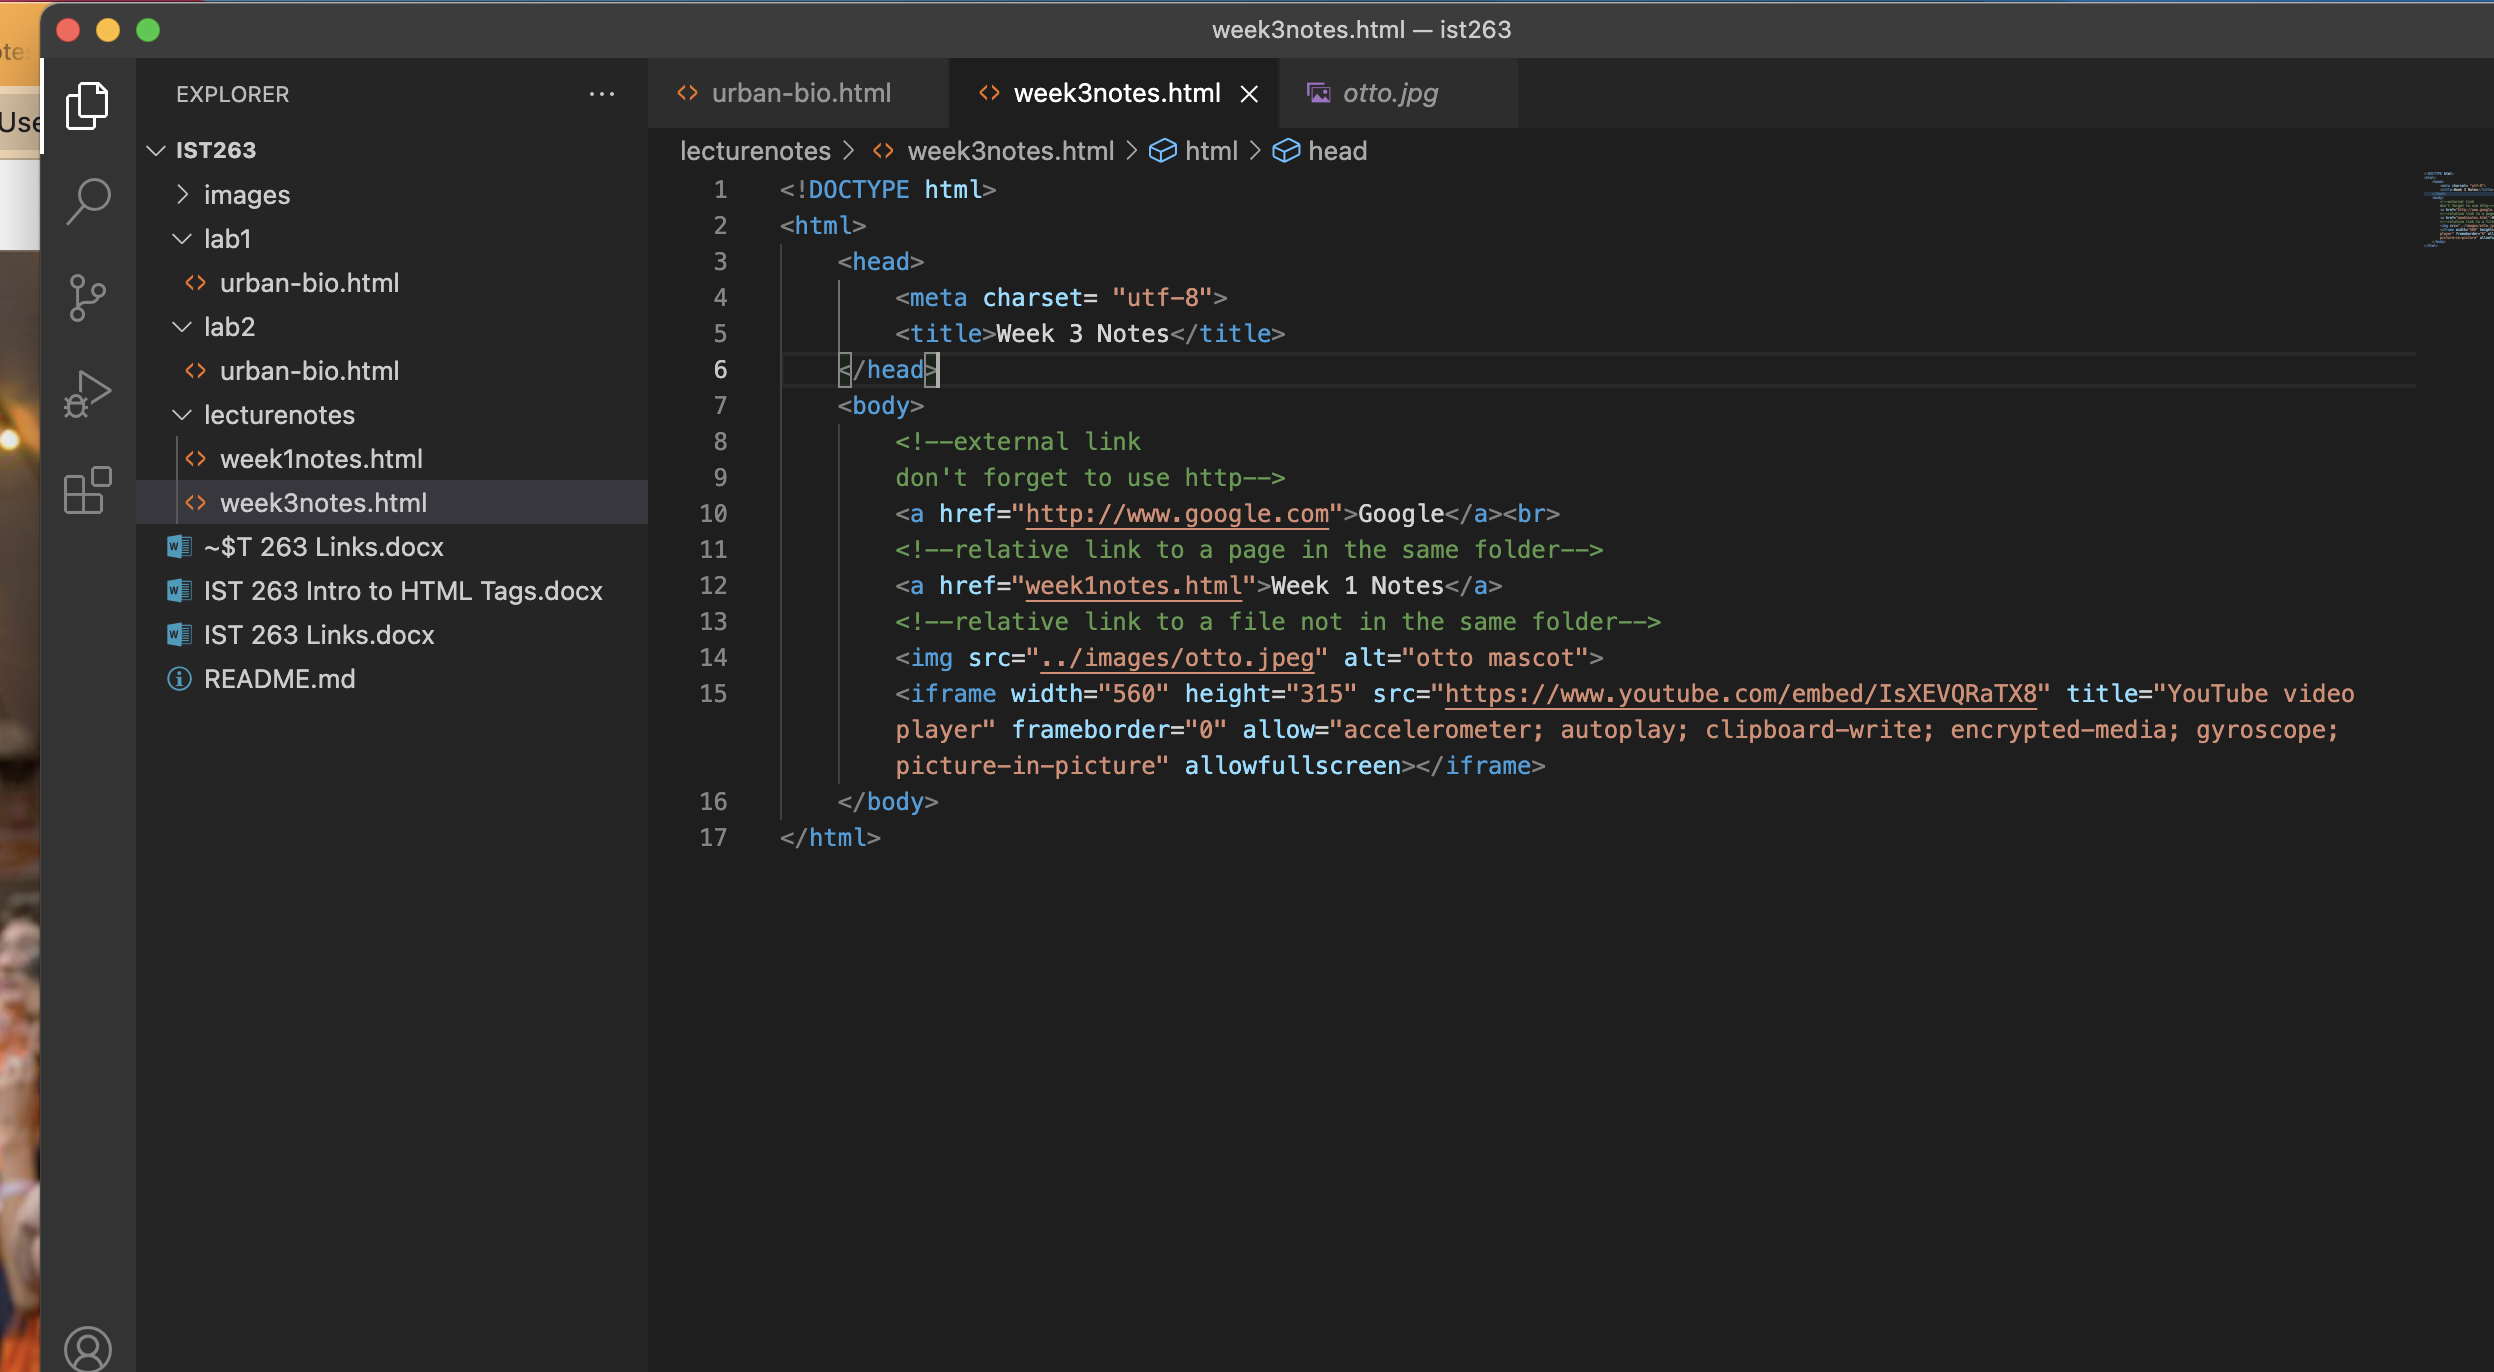 week3notes.html — ist263
EXPLORER
IST263
images
lab1
urban-bio.html
lab2
urban-bio.html
lecturenotes
week1notes.html
week3notes.html
~$T 263 Links.docx
IST 263 Intro to HTML Tags.docx
IST 263 Links.docx
README.md
urban-bio.html
week3notes.html
otto.jpg
lecturenotes > week3notes.html > html > head
1 <!DOCTYPE html>
2 <html>
3 <head>
4 <meta charset= "utf-8">
5 <title>Week 3 Notes</title>
6 </head>
7 <body>
8 <!--external link
9 don't forget to use http-->
10 <a href="http://www.google.com">Google</a><br>
11 <!--relative link to a page in the same folder-->
12 <a href="week1notes.html">Week 1 Notes</a>
13 <!--relative link to a file not in the same folder-->
14 <img src="../images/otto.jpeg" alt="otto mascot">
15 <iframe width="560" height="315" src="https://www.youtube.com/embed/IsXEVQRaTX8" title="YouTube video
player" frameborder="0" allow="accelerometer; autoplay; clipboard-write; encrypted-media; gyroscope;
picture-in-picture" allowfullscreen></iframe>
16 </body>
17 </html>